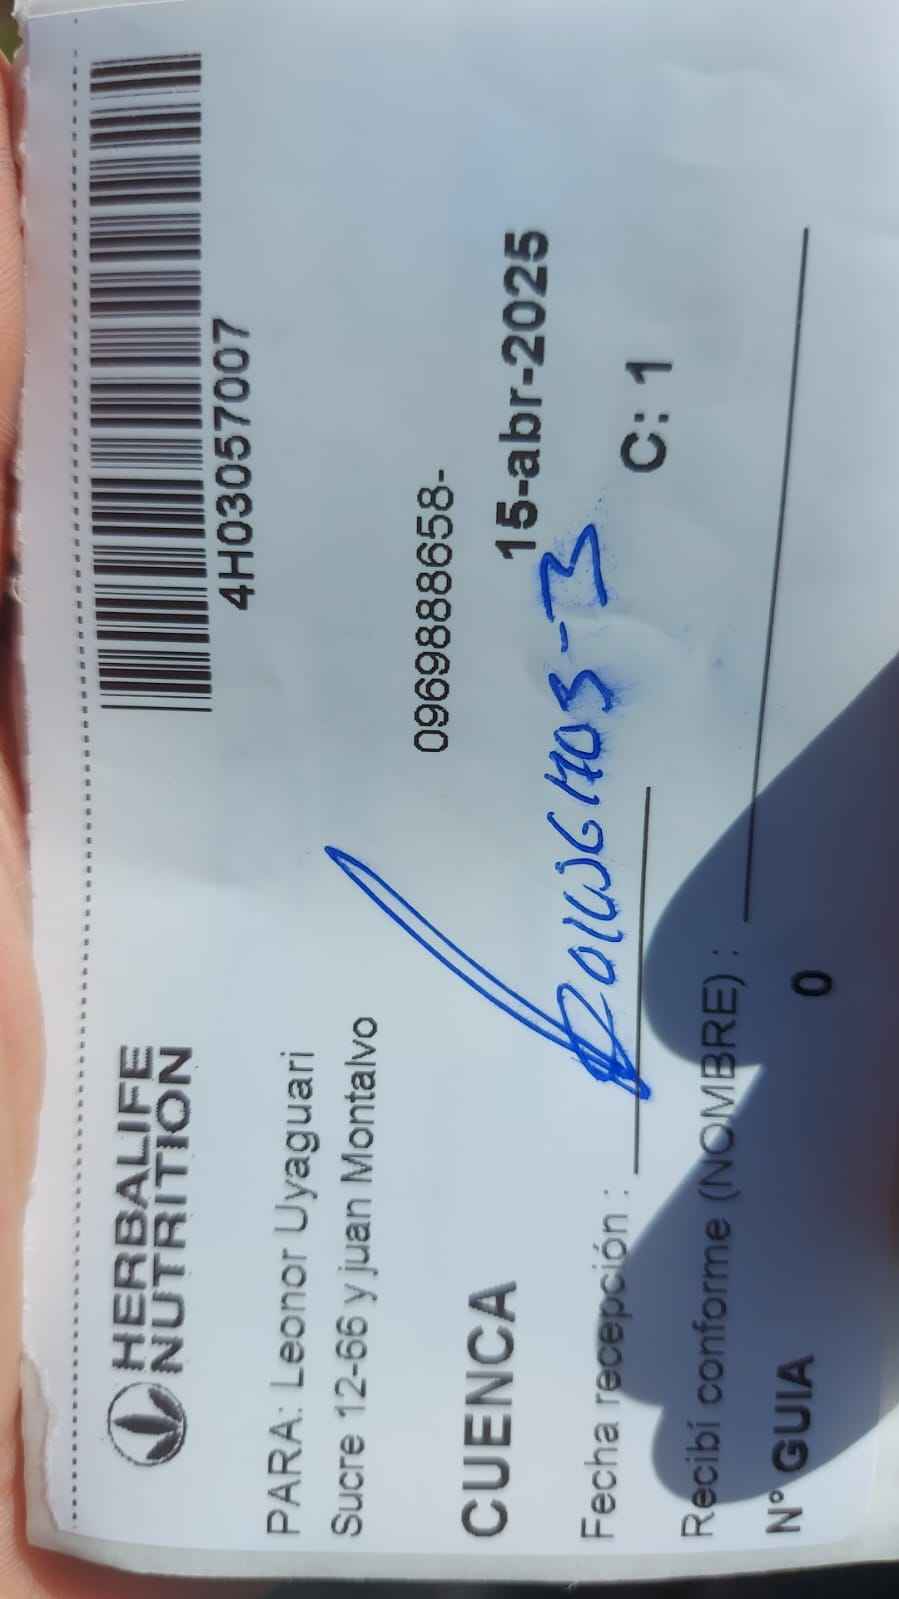 HERBALIFE
NUTRITION
4H03057007
PARA: Leonor Uyaguari
Sucre 12-66 y juan Montalvo
0969888658-
CUENCA
15-abr-2025
Fecha recepción :
C: 1
Recibí conforme (NOMBRE) :
N° GUIA 0